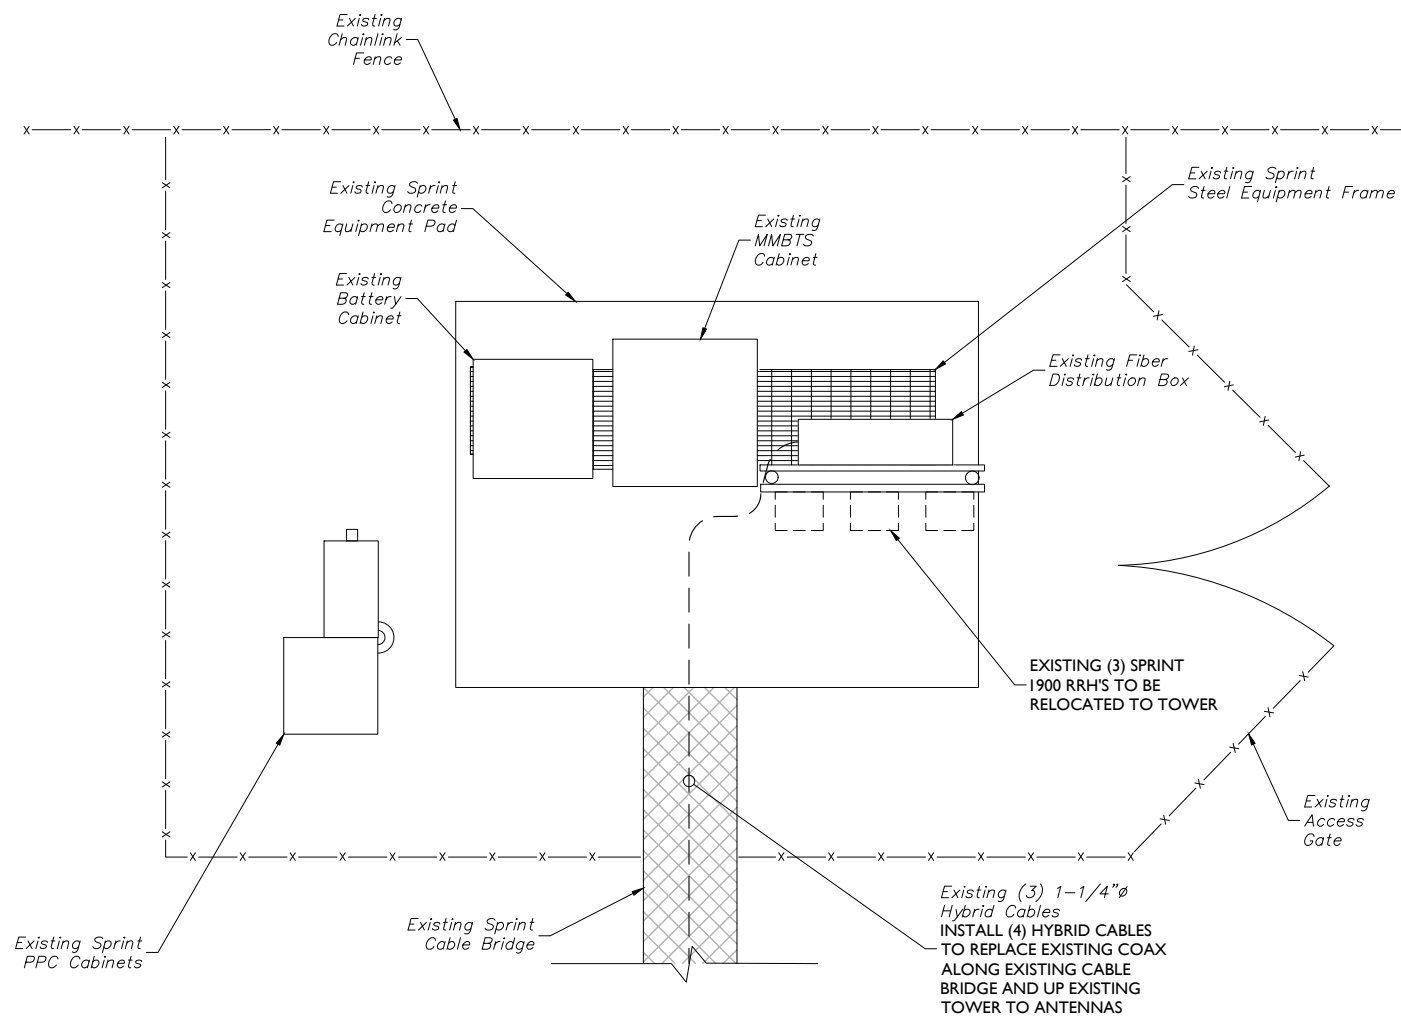 Existing
Chainlink
Fence
Existing Sprint
Steel Equipment Frame
Existing Sprint
Concrete
Equipment Pad
Existing
MMBTS
Cabinet
Existing
Battery
Cabinet
Existing Fiber
Distribution Box
EXISTING (3) SPRINT
1900 RRH'S TO BE
RELOCATED TO TOWER
Existing
Access
Gate
Existing (3) 1-1/4"ø
Hybrid Cables
INSTALL (4) HYBRID CABLES
TO REPLACE EXISTING COAX
ALONG EXISTING CABLE
BRIDGE AND UP EXISTING
TOWER TO ANTENNAS
Existing Sprint
Cable Bridge
Existing Sprint
PPC Cabinets